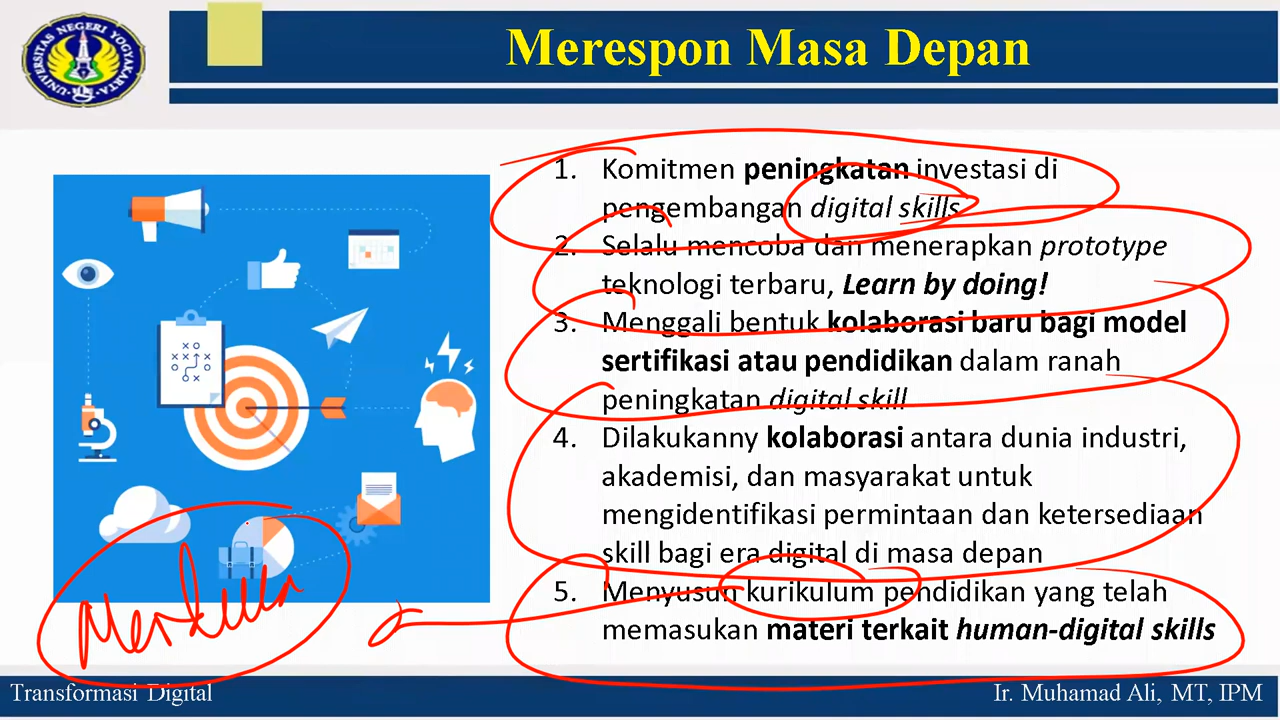 UNIVERSITAS NEGERI YOGYAKARTA
Merespon Masa Depan
1. Komitmen peningkatan investasi di
pengembangan digital skills
2. Selalu mencoba dan menerapkan prototype
teknologi terbaru, Learn by doing!
3. Menggali bentuk kolaborasi baru bagi model
sertifikasi atau pendidikan dalam ranah
peningkatan digital skill
4. Dilakukanny kolaborasi antara dunia industri,
akademisi, dan masyarakat untuk
mengidentifikasi permintaan dan ketersediaan
skill bagi era digital di masa depan
5. Menyusun kurikulum pendidikan yang telah
memasukan materi terkait human-digital skills
Transformasi Digital
Ir. Muhamad Ali, MT, IPM